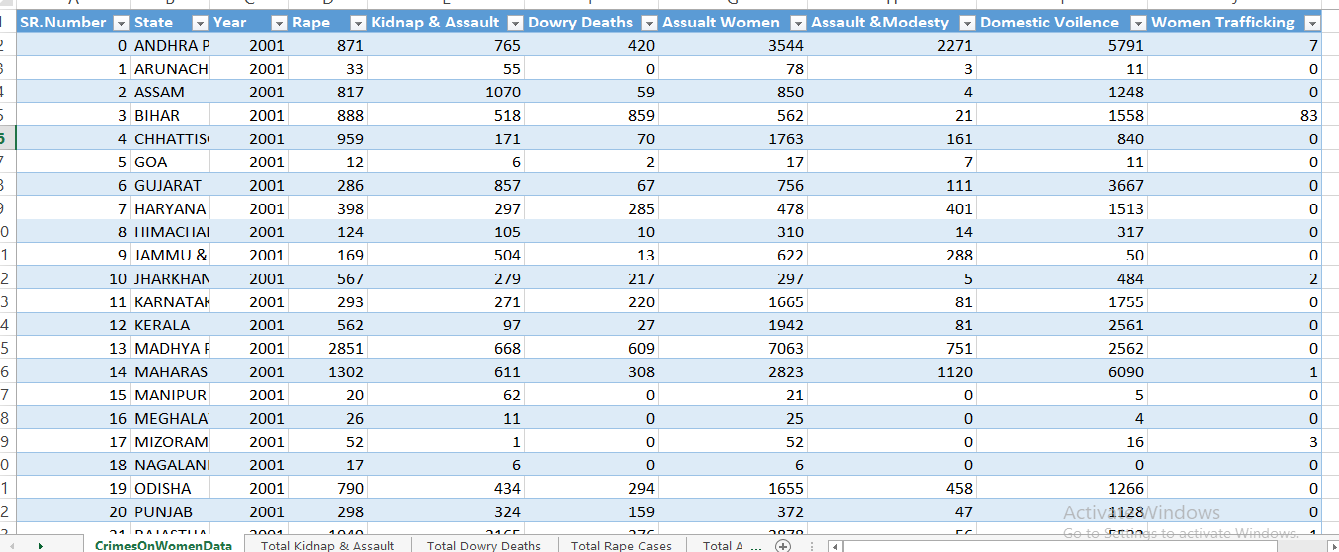 SR.Number State Year Rape Kidnap & Assault Dowry Deaths Assualt Women Assault &Modesty Domestic Voilence Women Trafficking
0 ANDHRA P 2001 871 765 420 3544 2271 5791 7
1 ARUNACH 2001 33 55 0 78 3 11 0
2 ASSAM 2001 817 1070 59 850 4 1248 0
3 BIHAR 2001 888 518 859 562 21 1558 83
4 CHHATTIS 2001 959 171 70 1763 161 840 0
5 GOA 2001 12 6 2 17 7 11 0
6 GUJARAT 2001 286 857 67 756 111 3667 0
7 HARYANA 2001 398 297 285 478 401 1513 0
8 HIMACHAL 2001 124 105 10 310 14 317 0
9 JAMMU & 2001 169 504 13 622 288 50 0
10 JHARKHAN 2001 567 279 217 297 5 484 2
11 KARNATAK 2001 293 271 220 1665 81 1755 0
12 KERALA 2001 562 97 27 1942 81 2561 0
13 MADHYA P 2001 2851 668 609 7063 751 2562 0
14 MAHARAS 2001 1302 611 308 2823 1120 6090 1
15 MANIPUR 2001 20 62 0 21 0 5 0
16 MEGHALA 2001 26 11 0 25 0 4 0
17 MIZORAM 2001 52 1 0 52 0 16 3
18 NAGALAN 2001 17 6 0 6 0 0 0
19 ODISHA 2001 790 434 294 1655 458 1266 0
20 PUNJAB 2001 298 324 159 372 47 1128 0
Activate Windows
Go to Settings to activate Windows.
CrimesOnWomenData Total Kidnap & Assault Total Dowry Deaths Total Rape Cases Total A ...